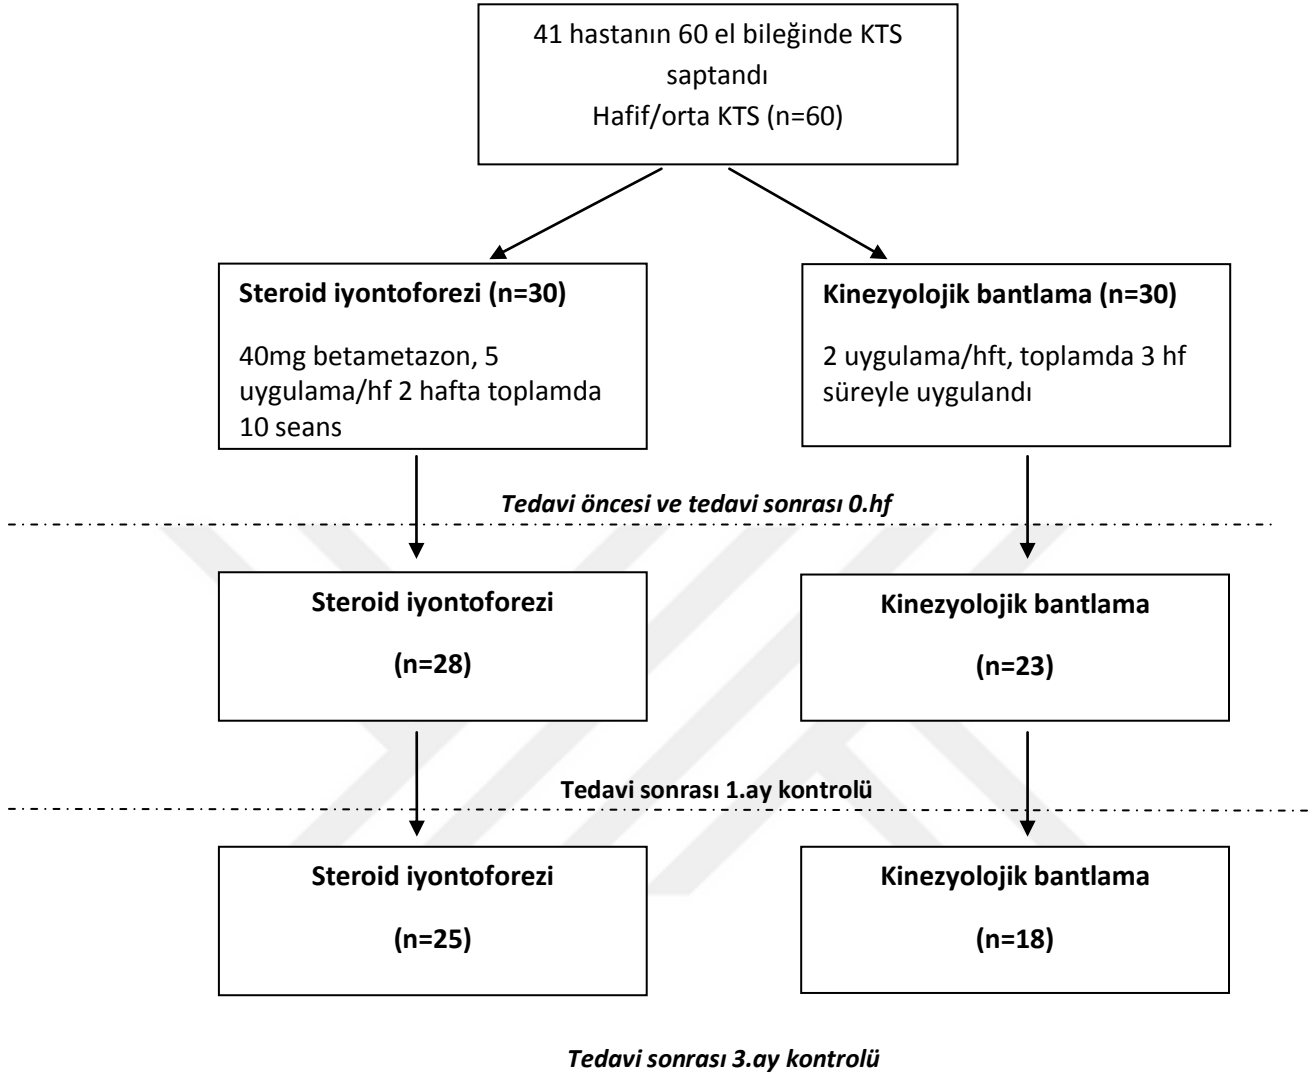 41 hastanın 60 el bileğinde KTS
saptandı
Hafif/orta KTS (n=60)
Steroid iyontoforezi (n=30)
40mg betametazon, 5
uygulama/hf 2 hafta toplamda
10 seans
Kinezyolojik bantlama (n=30)
2 uygulama/hft, toplamda 3 hf
süreyle uygulandı
Tedavi öncesi ve tedavi sonrası 0.hf
Steroid iyontoforezi
(n=28)
Kinezyolojik bantlama
(n=23)
Tedavi sonrası 1.ay kontrolü
Steroid iyontoforezi
(n=25)
Kinezyolojik bantlama
(n=18)
Tedavi sonrası 3.ay kontrolü